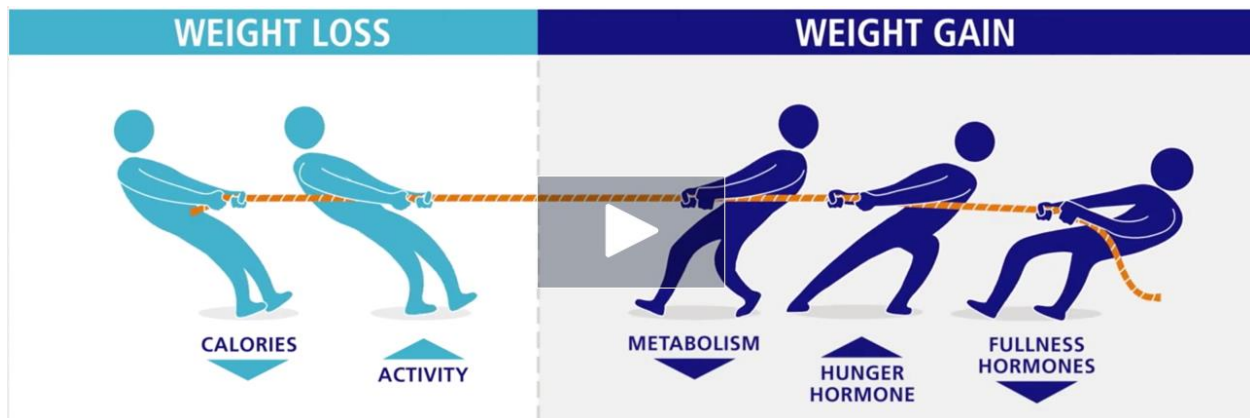 WEIGHT LOSS
WEIGHT GAIN
CALORIES
ACTIVITY
METABOLISM
HUNGER
HORMONE
FULLNESS
HORMONES